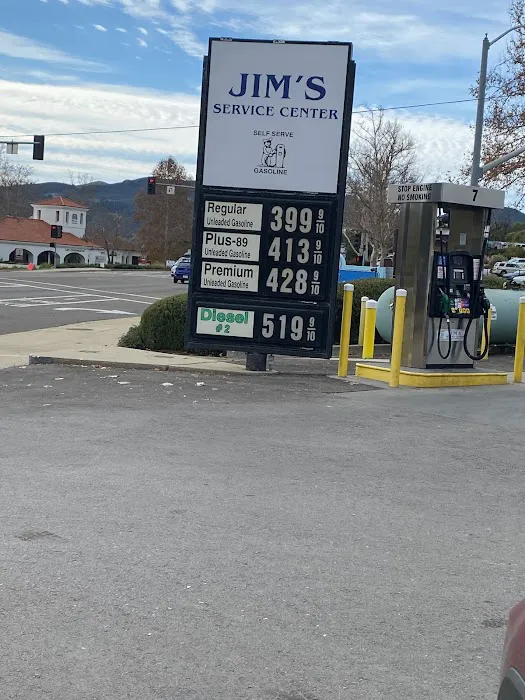 JIM'S
SERVICE CENTER
SELF SERVE
GASOLINE
Regular
Unleaded Gasoline
399 9/10
Plus-89
Unleaded Gasoline
413 9/10
Premium
Unleaded Gasoline
428 9/10
Diesel
#2
519 9/10
STOP ENGINE
NO SMOKING
7